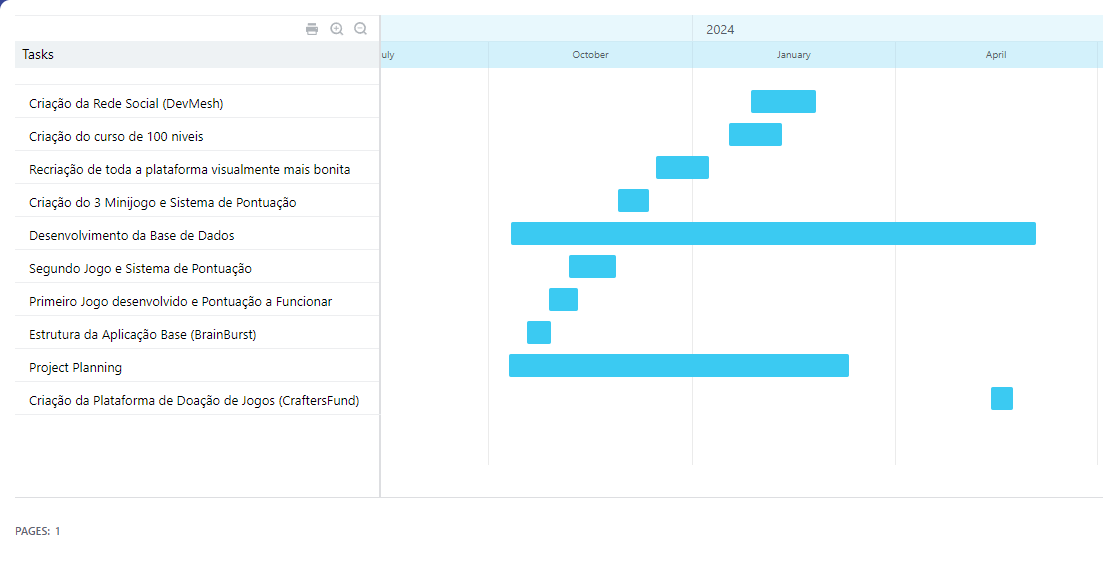 2024
Tasks
uly
October
January
April
Criação da Rede Social (DevMesh)
Criação do curso de 100 niveis
Recriação de toda a plataforma visualmente mais bonita
Criação do 3 Minijogo e Sistema de Pontuação
Desenvolvimento da Base de Dados
Segundo Jogo e Sistema de Pontuação
Primeiro Jogo desenvolvido e Pontuação a Funcionar
Estrutura da Aplicação Base (BrainBurst)
Project Planning
Criação da Plataforma de Doação de Jogos (CraftersFund)
PAGES: 1